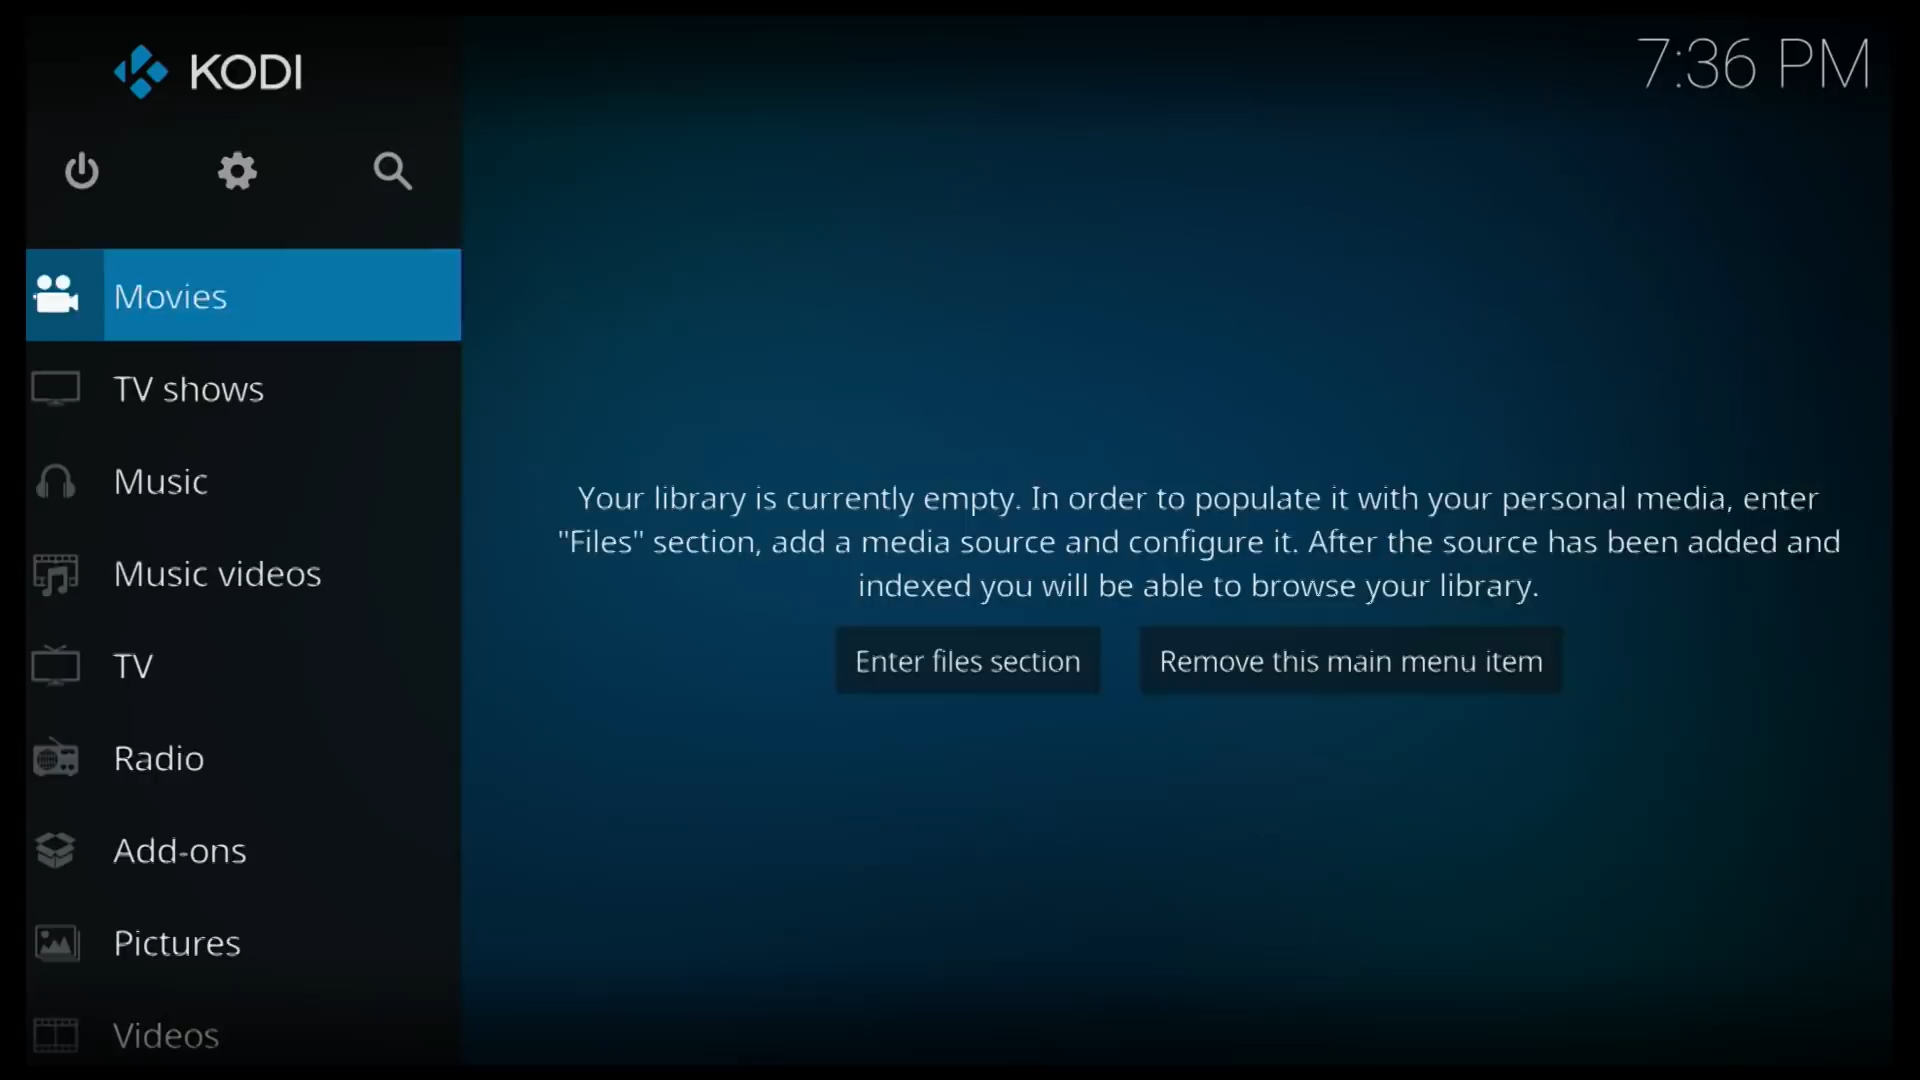 KODI
7:36 PM
Movies
TV shows
Music
Music videos
TV
Radio
Add-ons
Pictures
Videos
Your library is currently empty. In order to populate it with your personal media, enter
"Files" section, add a media source and configure it. After the source has been added and
indexed you will be able to browse your library.
Enter files section
Remove this main menu item